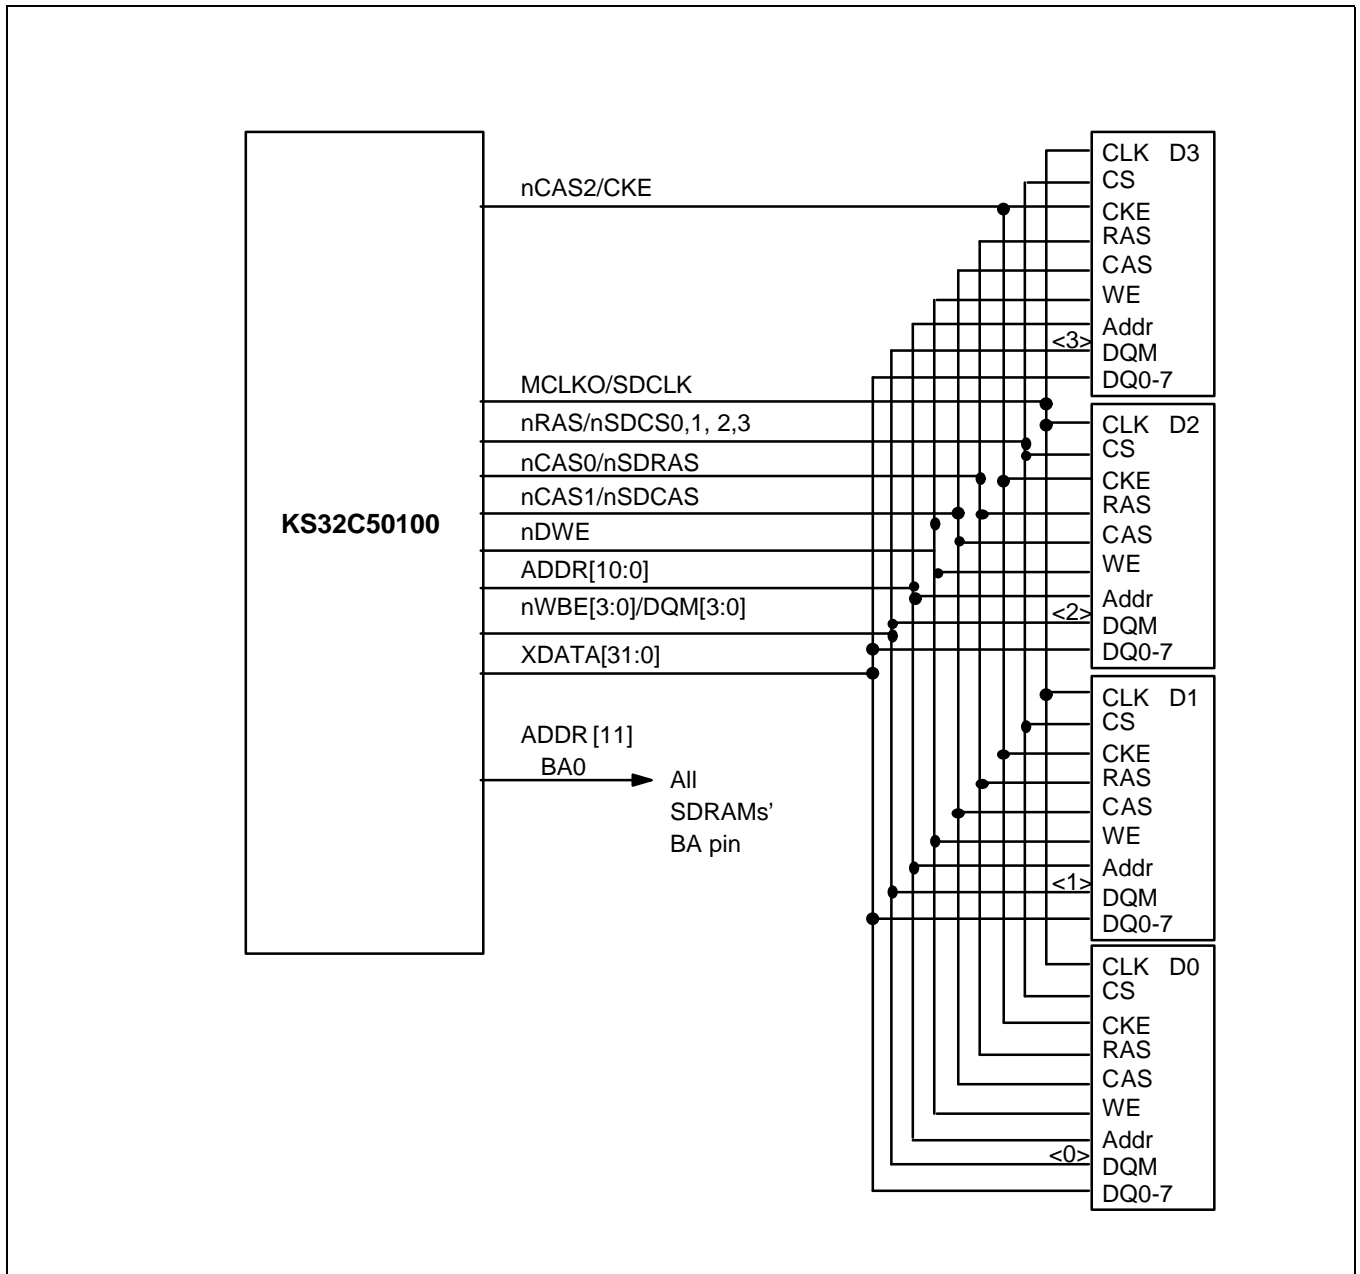 KS32C50100
nCAS2/CKE
MCLKO/SDCLK
nRAS/nSDCS0,1, 2,3
nCAS0/nSDRAS
nCAS1/nSDCAS
nDWE
ADDR[10:0]
nWBE[3:0]/DQM[3:0]
XDATA[31:0]
ADDR [11]
BA0
All
SDRAMs’
BA pin
CLK D3
CS
CKE
RAS
CAS
WE
Addr
<3>
DQM
DQ0-7
CLK D2
CS
CKE
RAS
CAS
WE
Addr
<2>
DQM
DQ0-7
CLK D1
CS
CKE
RAS
CAS
WE
Addr
<1>
DQM
DQ0-7
CLK D0
CS
CKE
RAS
CAS
WE
Addr
<0>
DQM
DQ0-7